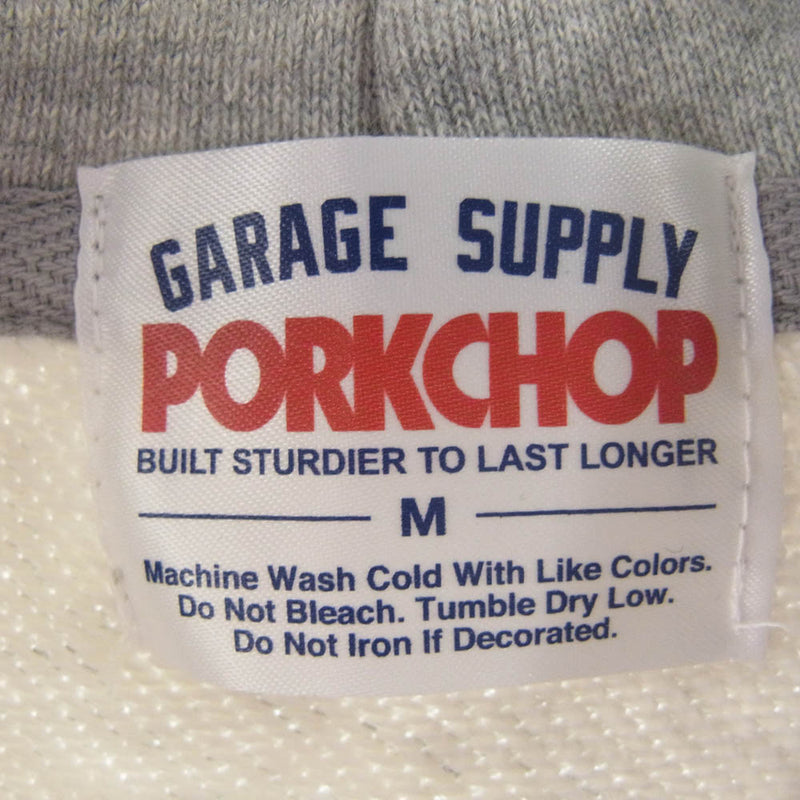 GARAGE SUPPLY
PORKCHOP
BUILT STURDIER TO LAST LONGER
M
Machine Wash Cold With Like Colors.
Do Not Bleach. Tumble Dry Low.
Do Not Iron If Decorated.